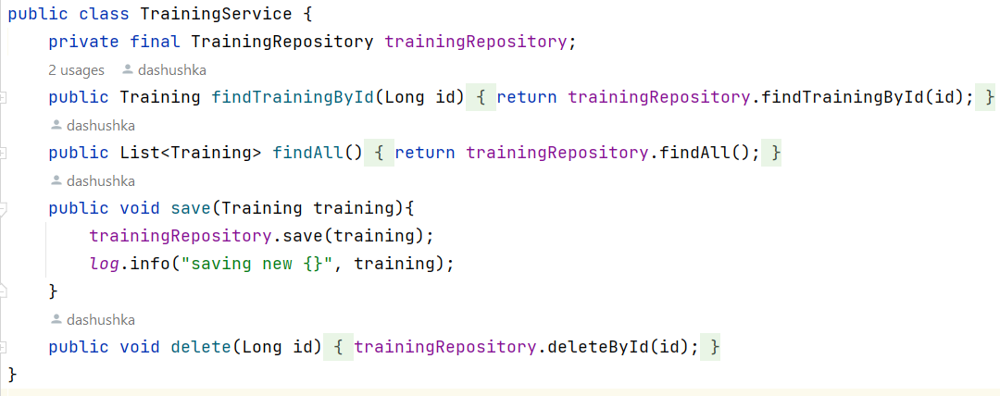 public class TrainingService {
private final TrainingRepository trainingRepository;
2 usages dashushka
public Training findTrainingById(Long id) { return trainingRepository.findTrainingById(id); }
dashushka
public List<Training> findAll() { return trainingRepository.findAll(); }
dashushka
public void save(Training training){
trainingRepository.save(training);
log.info("saving new {}", training);
}
dashushka
public void delete(Long id) { trainingRepository.deleteById(id); }
}